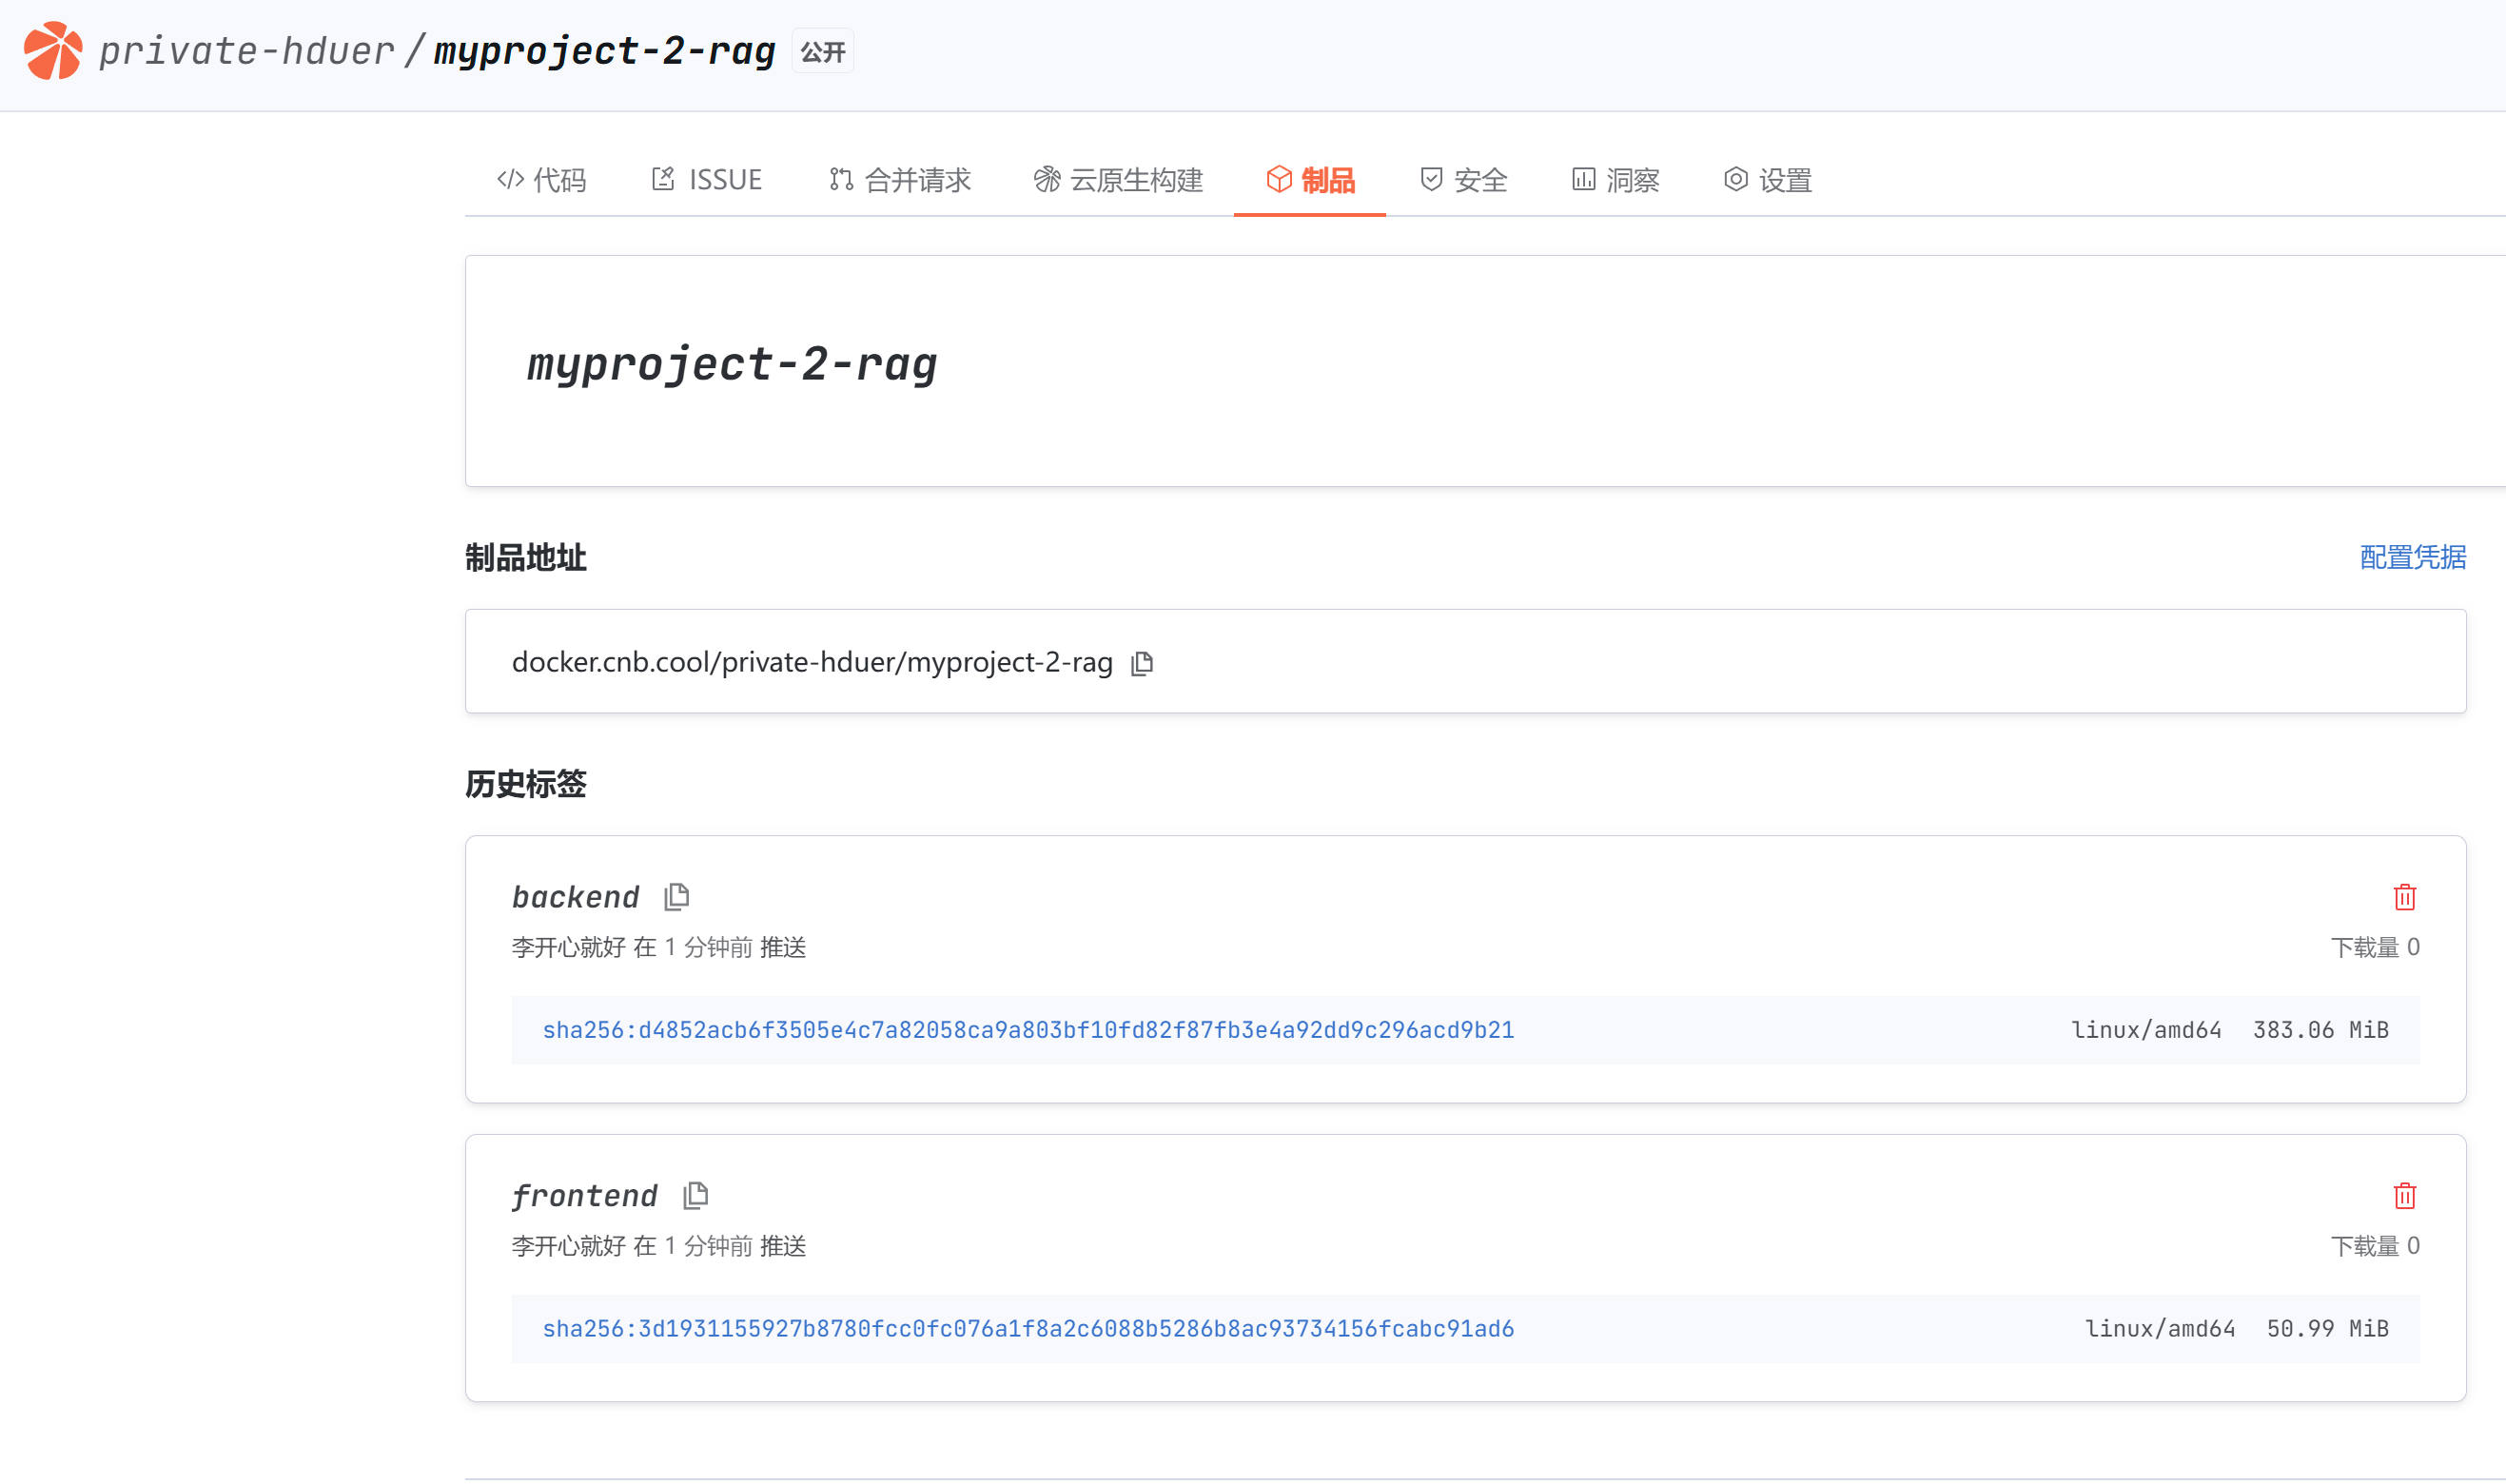 private-hduer / myproject-2-rag 公开
代码 ISSUE 合并请求 云原生构建 制品 安全 洞察 设置
myproject-2-rag
制品地址 配置凭据
docker.cnb.cool/private-hduer/myproject-2-rag
历史标签
backend
李开心就好 在 1 分钟前 推送 下载量 0
sha256:d4852acb6f3505e4c7a82058ca9a803bf10fd82f87fb3e4a92dd9c296acd9b21 linux/amd64 383.06 MiB
frontend
李开心就好 在 1 分钟前 推送 下载量 0
sha256:3d1931155927b8780fcc0fc076a1f8a2c6088b5286b8ac93734156fcabc91ad6 linux/amd64 50.99 MiB